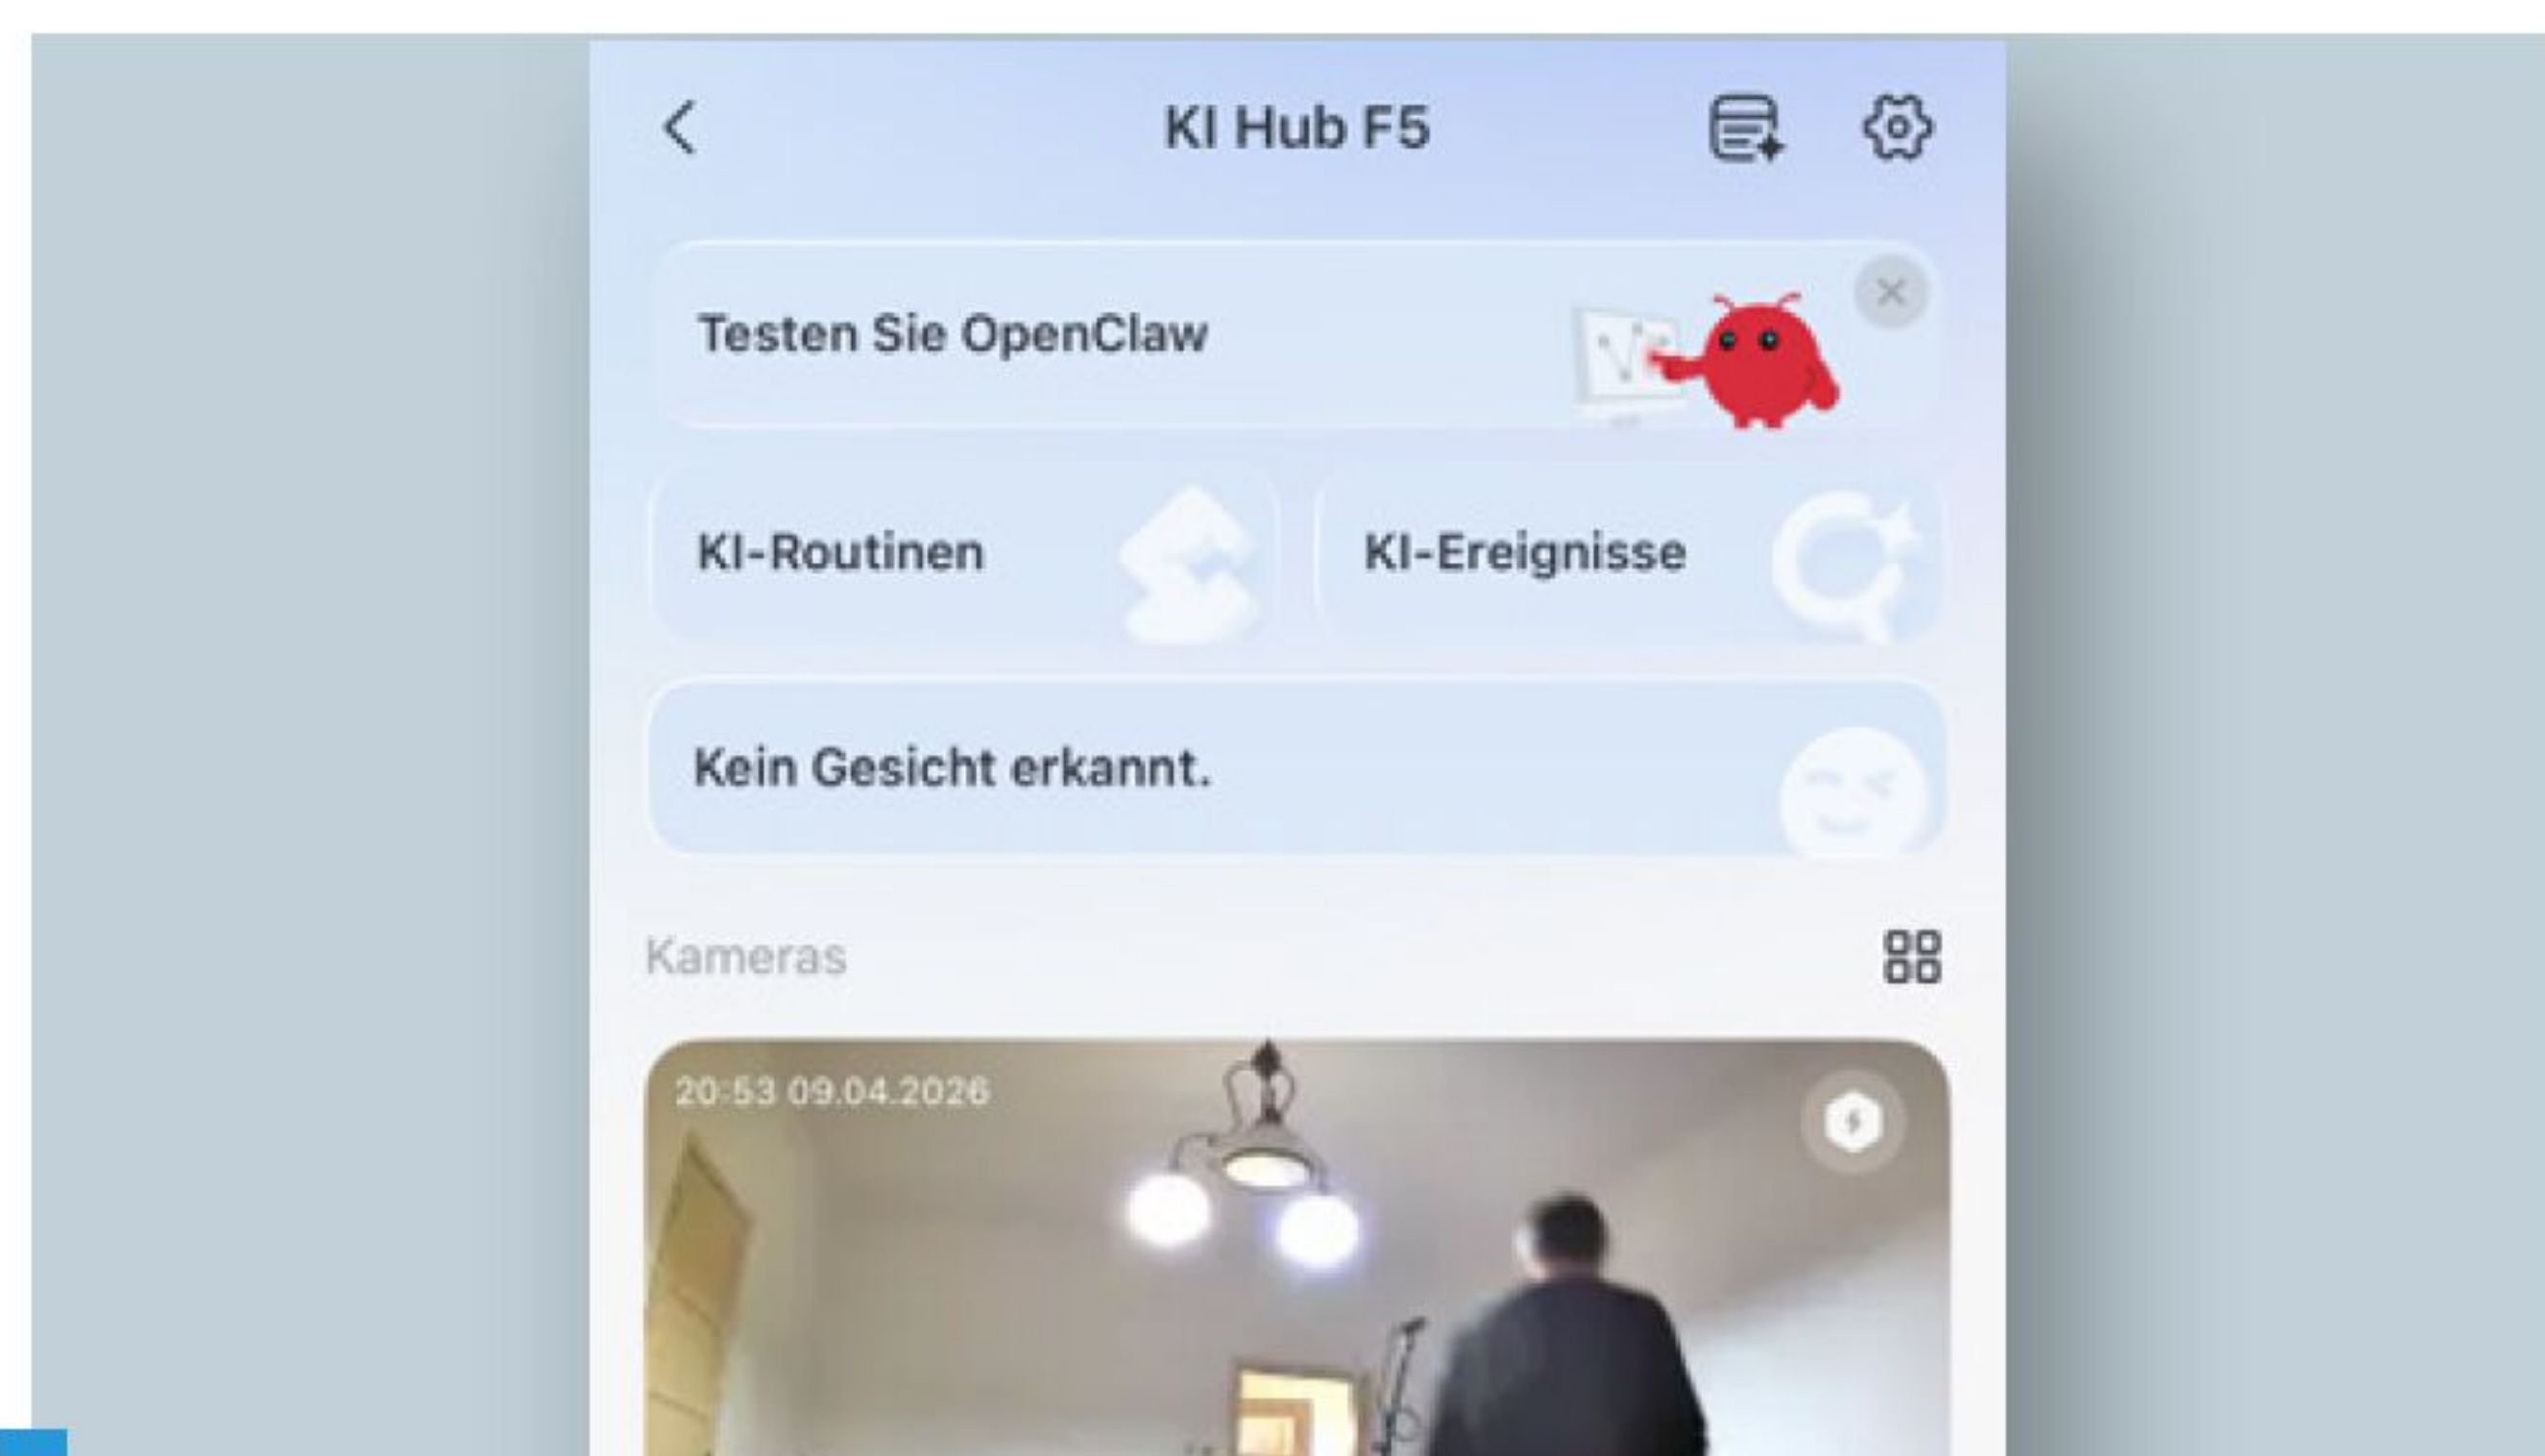 KI Hub F5
Testen Sie OpenClaw
KI-Routinen
KI-Ereignisse
Kein Gesicht erkannt.
Kameras
20:53 09.04.2026